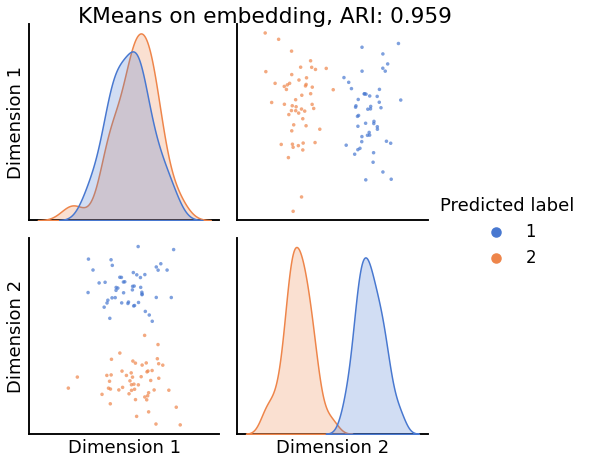 KMeans on embedding, ARI: 0.959
Dimension 1
Predicted label
1
2
Dimension 2
Dimension 1
Dimension 2